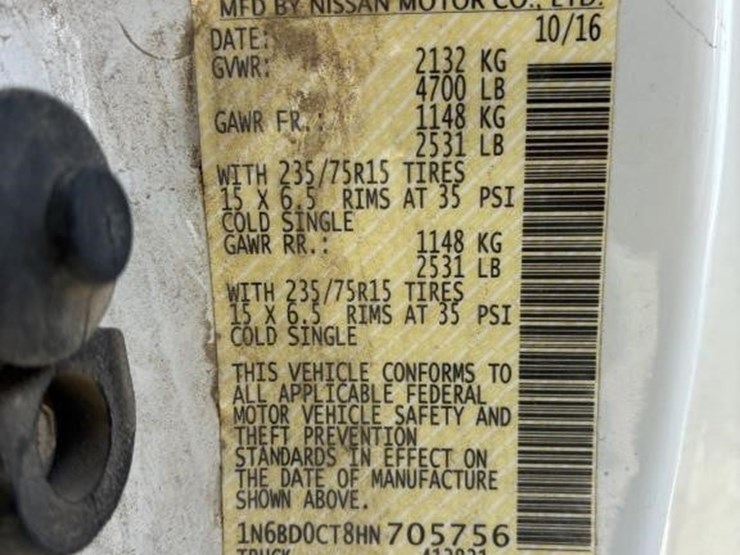 MFD BY NISSAN MOTOR CO., LTD.
DATE: 10/16
GVWR: 2132 KG
4700 LB
GAWR FR.: 1148 KG
2531 LB
WITH 235/75R15 TIRES
15 X 6.5 RIMS AT 35 PSI
COLD SINGLE
GAWR RR.: 1148 KG
2531 LB
WITH 235/75R15 TIRES
15 X 6.5 RIMS AT 35 PSI
COLD SINGLE
THIS VEHICLE CONFORMS TO
ALL APPLICABLE FEDERAL
MOTOR VEHICLE SAFETY AND
THEFT PREVENTION
STANDARDS IN EFFECT ON
THE DATE OF MANUFACTURE
SHOWN ABOVE.
1N6BD0CT8HN705756
TRUCK